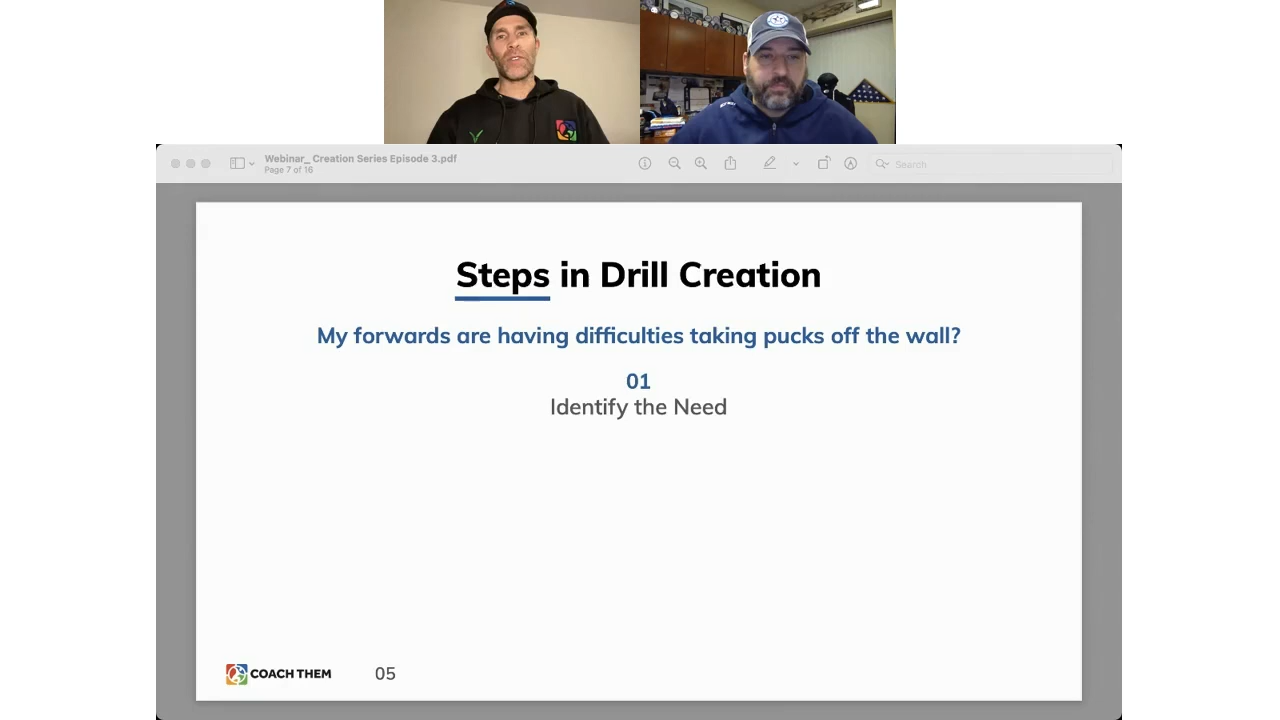 Webinar_ Creation Series Episode 3.pdf
Page 7 of 16
Search
Steps in Drill Creation
My forwards are having difficulties taking pucks off the wall?
01
Identify the Need
COACH THEM
05